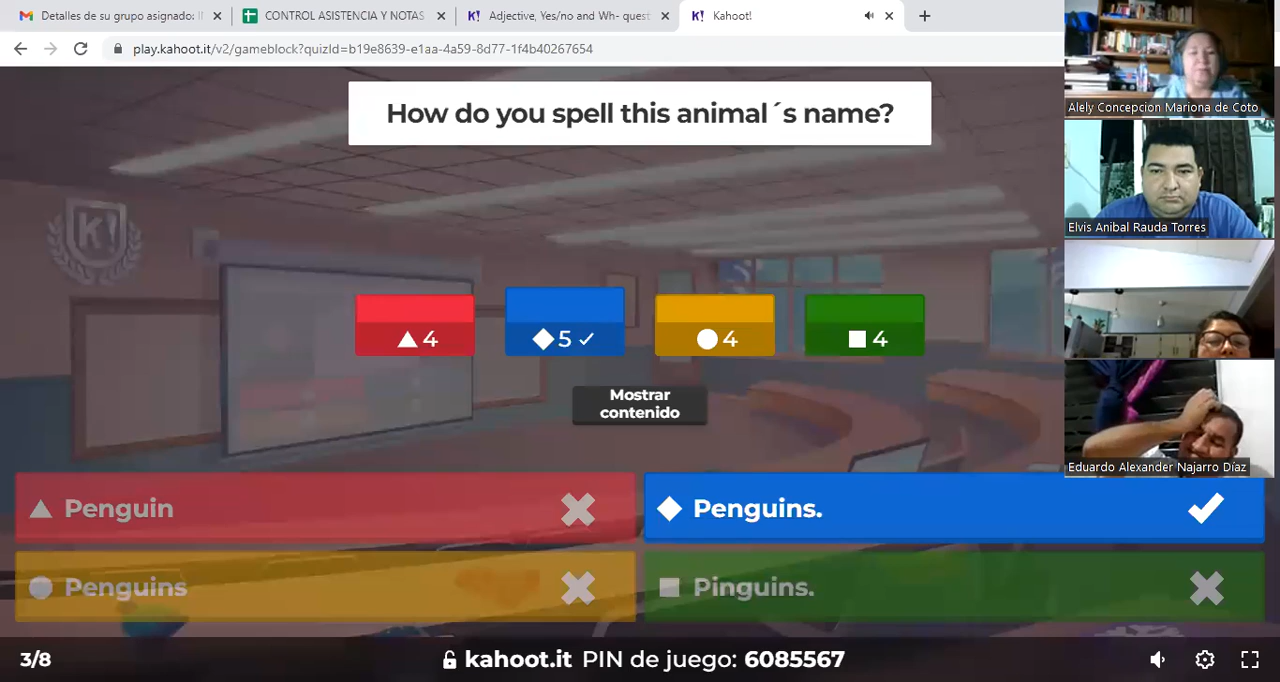 Detalles de su grupo asignado: I
CONTROL ASISTENCIA Y NOTAS
K! Adjective, Yes/no and Wh- quest
K! Kahoot!
play.kahoot.it/v2/gameblock?quizId=b19e8639-e1aa-4a59-8d77-1f4b40267654
How do you spell this animal´s name?
Alely Concepcion Mariona de Coto
Elvis Anibal Rauda Torres
K!
4
5
4
4
Mostrar
contenido
Eduardo Alexander Najarro Díaz
Penguin
Penguins.
Penguins
Pinguins.
3/8
kahoot.it PIN de juego: 6085567